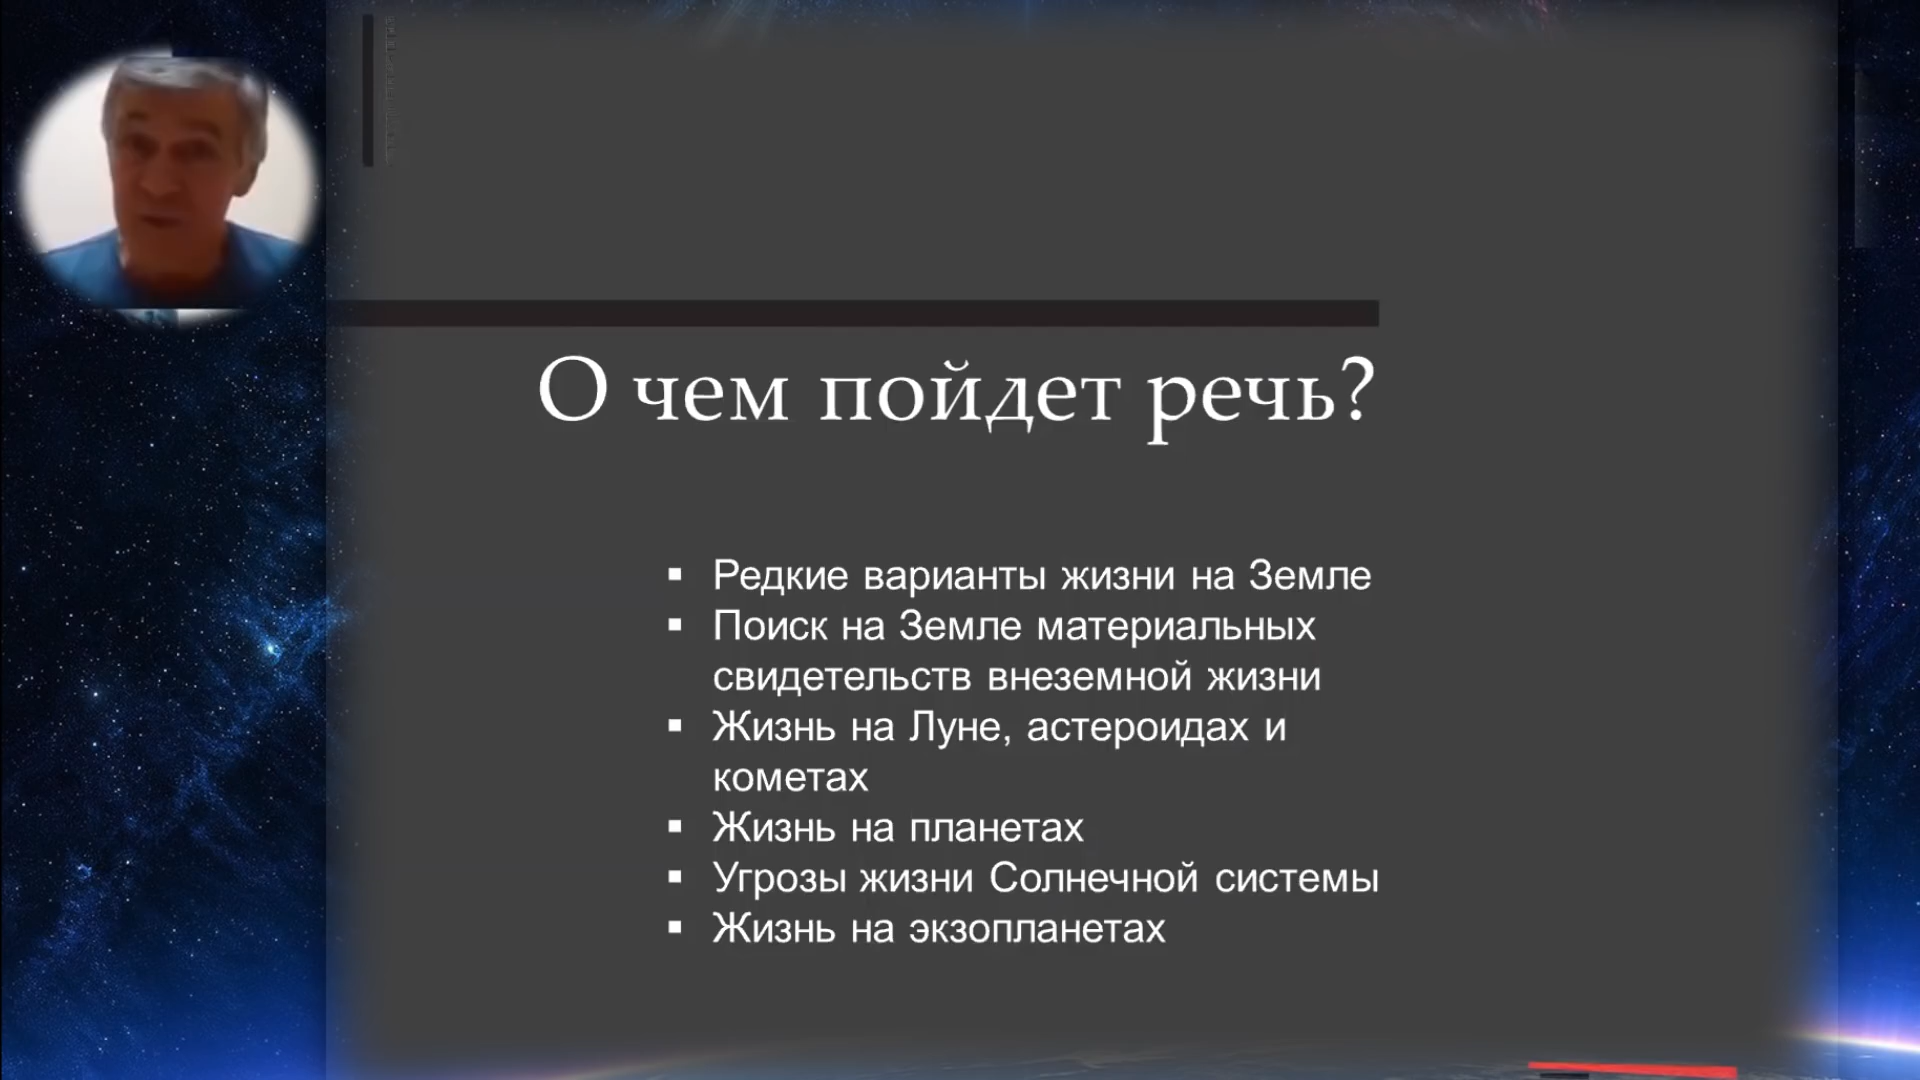 О чем пойдет речь?
▪ Редкие варианты жизни на Земле
▪ Поиск на Земле материальных
свидетельств внеземной жизни
▪ Жизнь на Луне, астероидах и
кометах
▪ Жизнь на планетах
▪ Угрозы жизни Солнечной системы
▪ Жизнь на экзопланетах